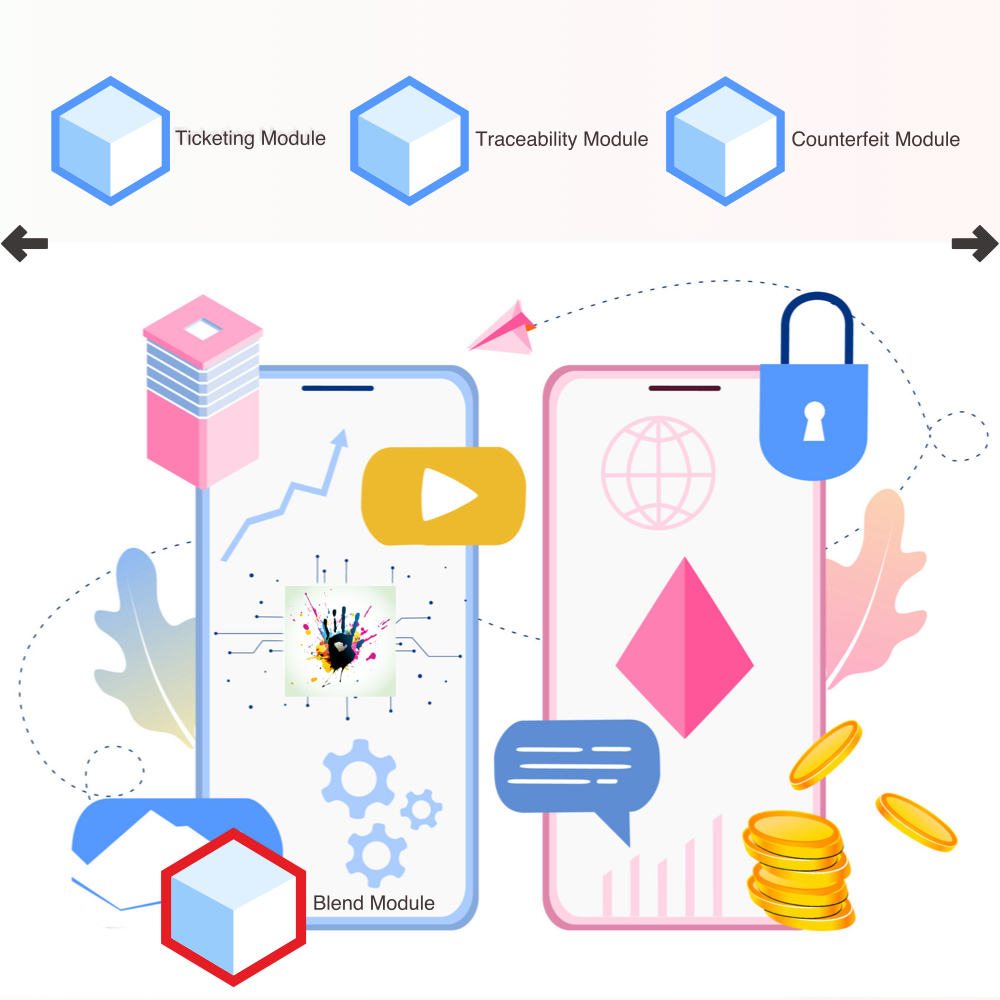 Ticketing Module
Traceability Module
Counterfeit Module
Blend Module